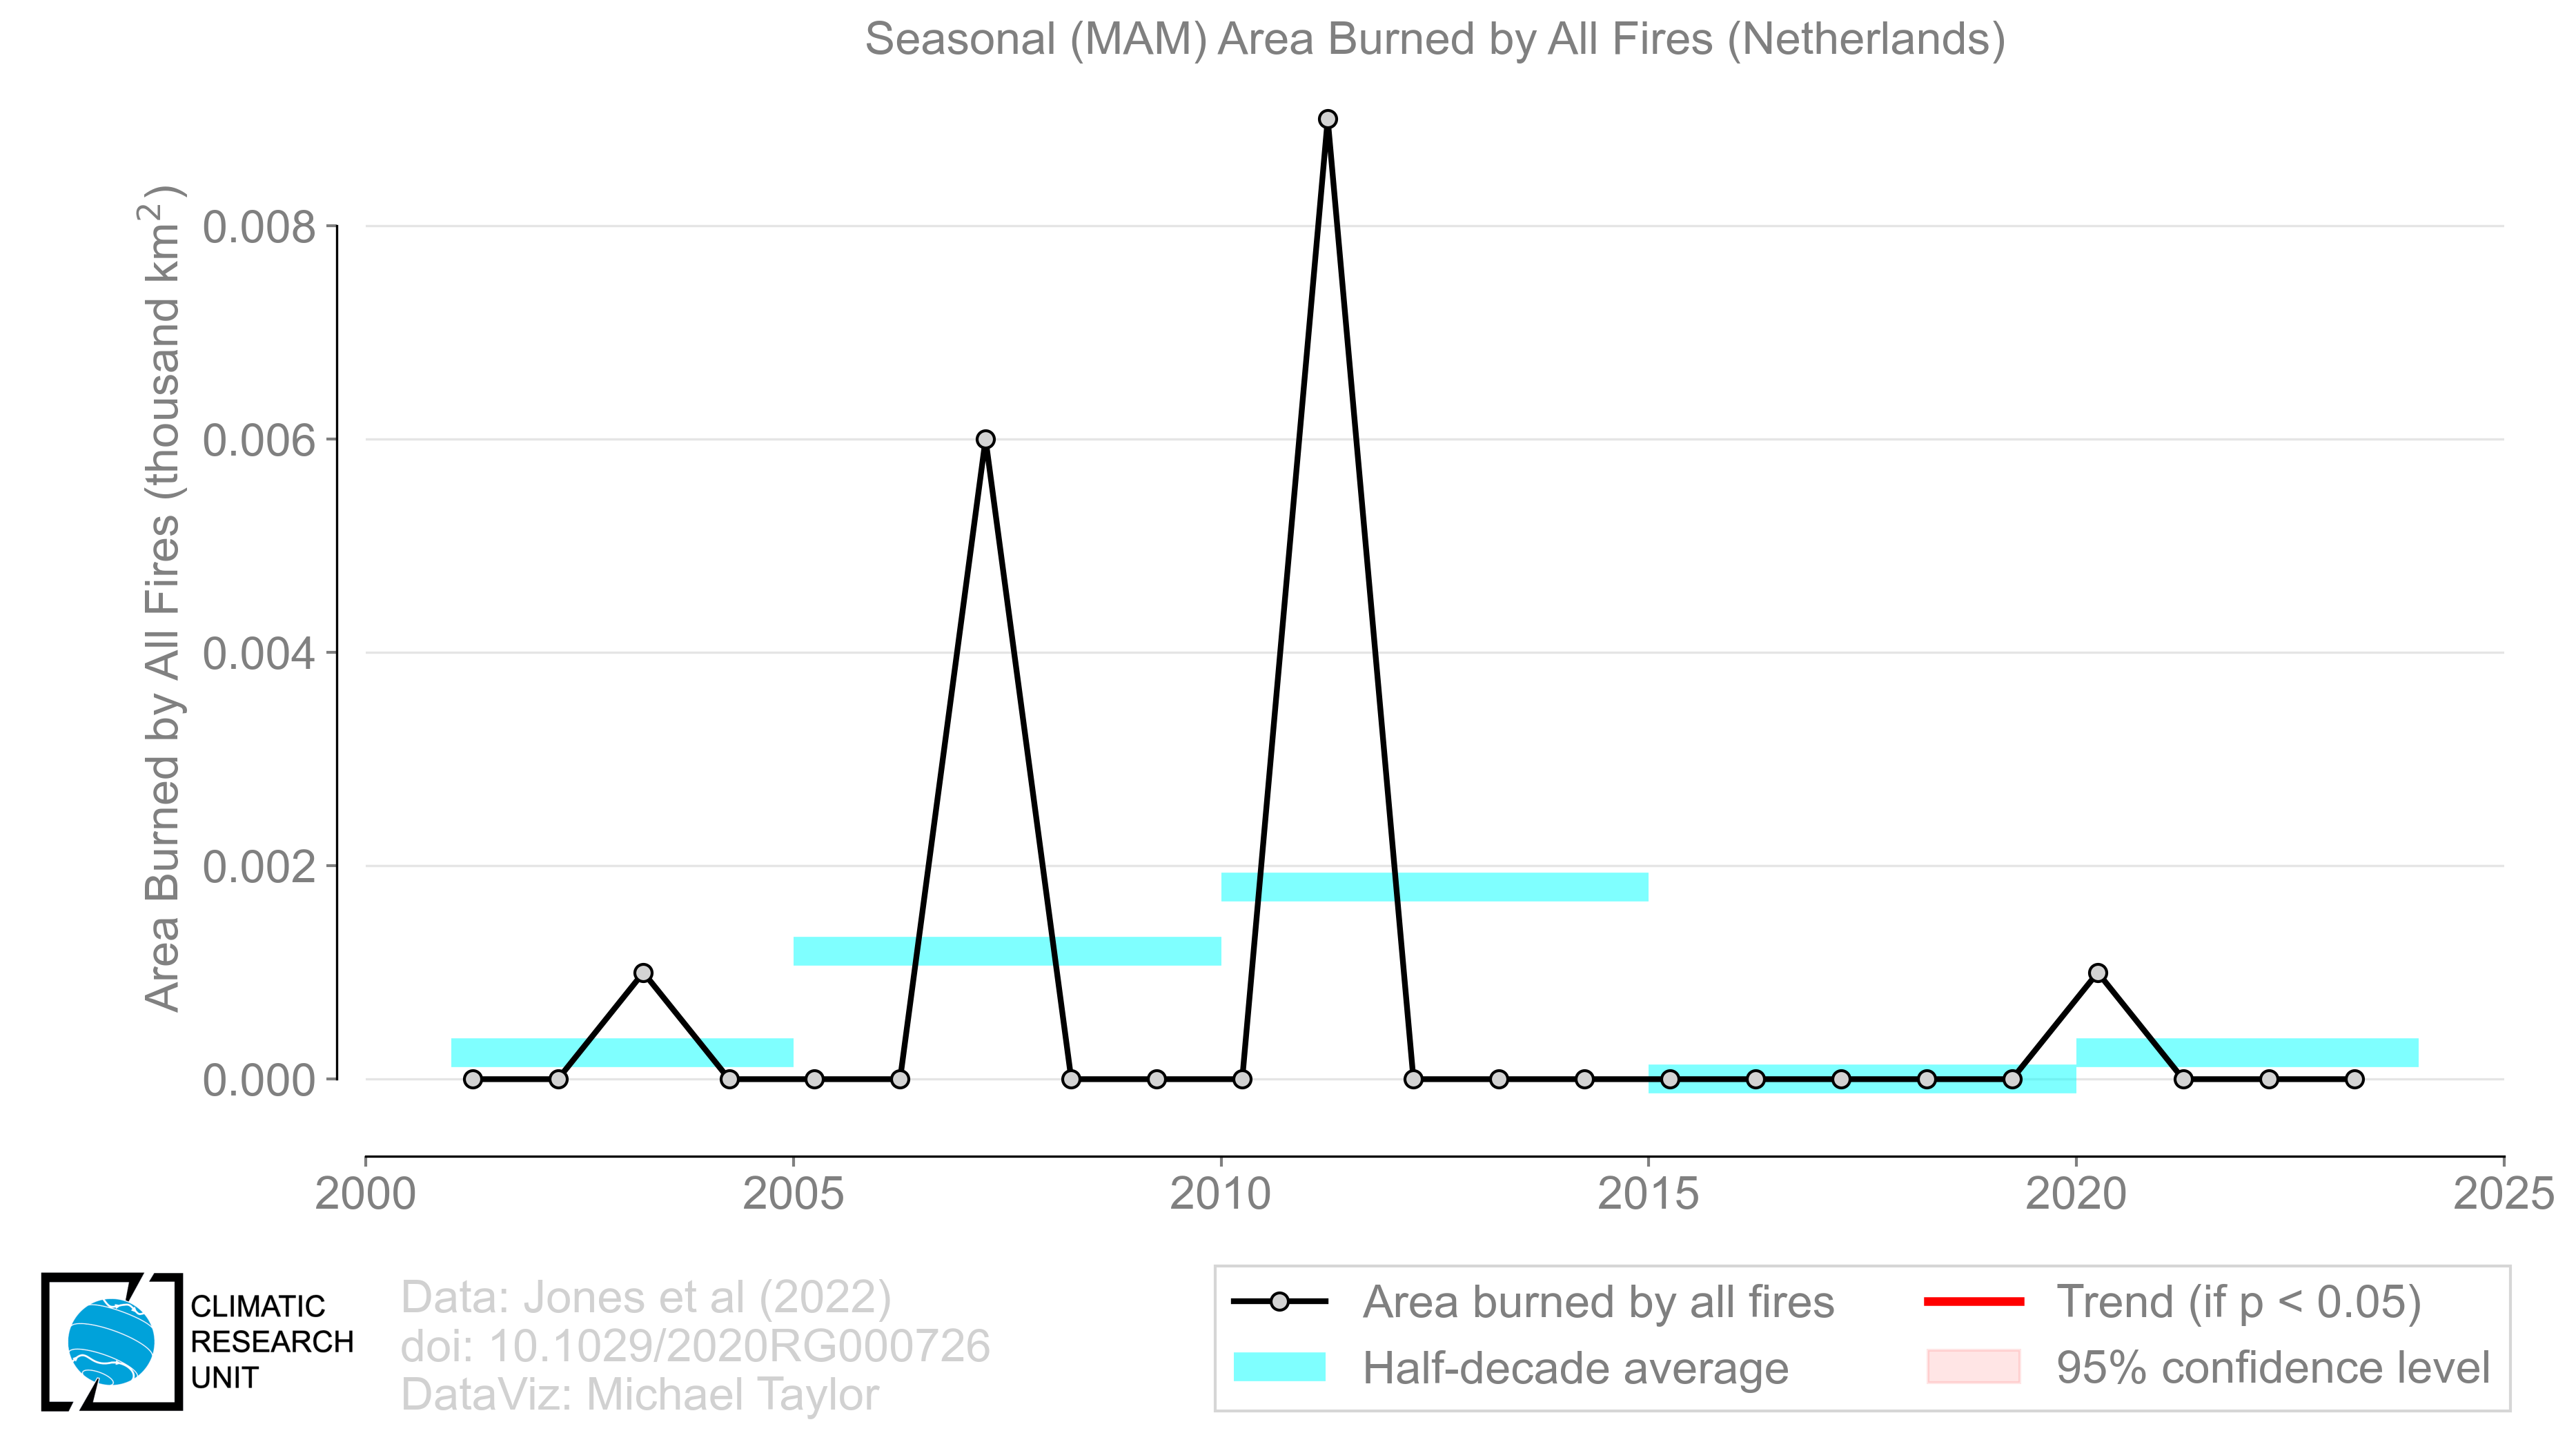 Seasonal (MAM) Area Burned by All Fires (Netherlands)
Area Burned by All Fires (thousand km²)
0.008
0.006
0.004
0.002
0.000
2000 2005 2010 2015 2020 2025
CLIMATIC
RESEARCH
UNIT
Data: Jones et al (2022)
doi: 10.1029/2020RG000726
DataViz: Michael Taylor
Area burned by all fires
Half-decade average
Trend (if p < 0.05)
95% confidence level